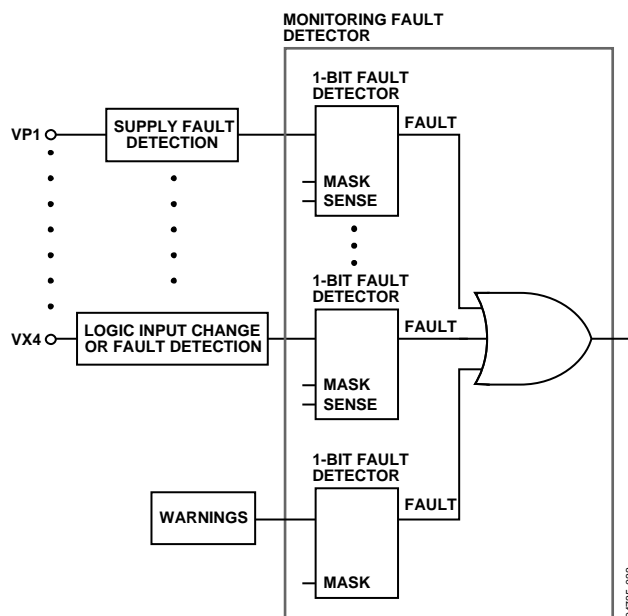 MONITORING FAULT
DETECTOR
1-BIT FAULT
DETECTOR
FAULT
VP1
SUPPLY FAULT
DETECTION
MASK
SENSE
1-BIT FAULT
DETECTOR
FAULT
VX4
LOGIC INPUT CHANGE
OR FAULT DETECTION
MASK
SENSE
1-BIT FAULT
DETECTOR
FAULT
WARNINGS
MASK